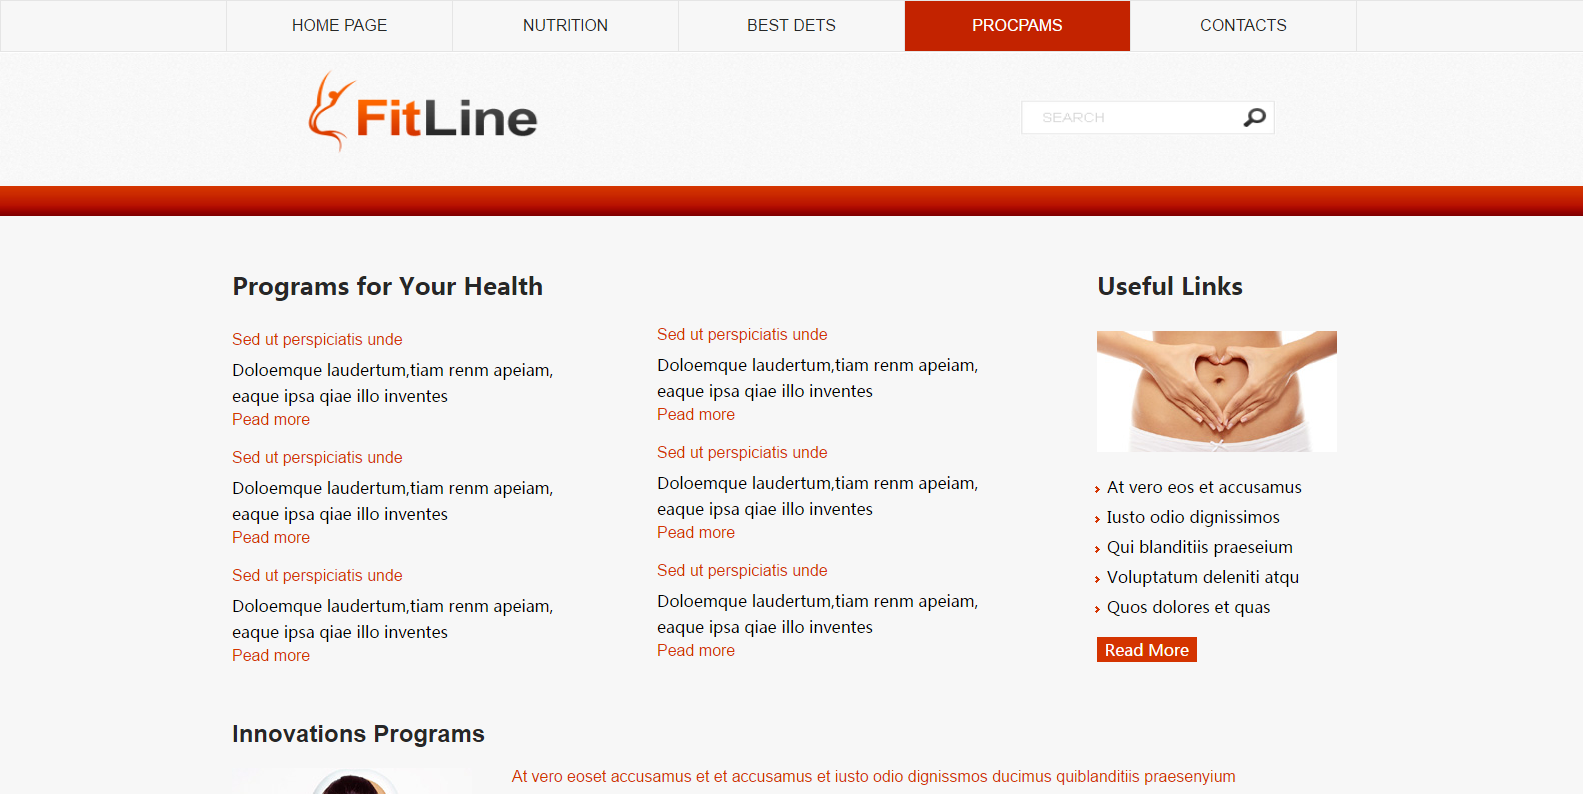 HOME PAGE
NUTRITION
BEST DETS
PROCPAMS
CONTACTS
FitLine
SEARCH
Programs for Your Health
Sed ut perspiciatis unde
Doloemque laudertum,tiam renm apeiam,
eaque ipsa qiae illo inventes
Pead more
Sed ut perspiciatis unde
Doloemque laudertum,tiam renm apeiam,
eaque ipsa qiae illo inventes
Pead more
Sed ut perspiciatis unde
Doloemque laudertum,tiam renm apeiam,
eaque ipsa qiae illo inventes
Pead more
Sed ut perspiciatis unde
Doloemque laudertum,tiam renm apeiam,
eaque ipsa qiae illo inventes
Pead more
Sed ut perspiciatis unde
Doloemque laudertum,tiam renm apeiam,
eaque ipsa qiae illo inventes
Pead more
Sed ut perspiciatis unde
Doloemque laudertum,tiam renm apeiam,
eaque ipsa qiae illo inventes
Pead more
Useful Links
At vero eos et accusamus
Iusto odio dignissimos
Qui blanditiis praeseium
Voluptatum deleniti atqu
Quos dolores et quas
Read More
Innovations Programs
At vero eoset accusamus et et accusamus et iusto odio dignissmos ducimus quiblanditiis praesenyium